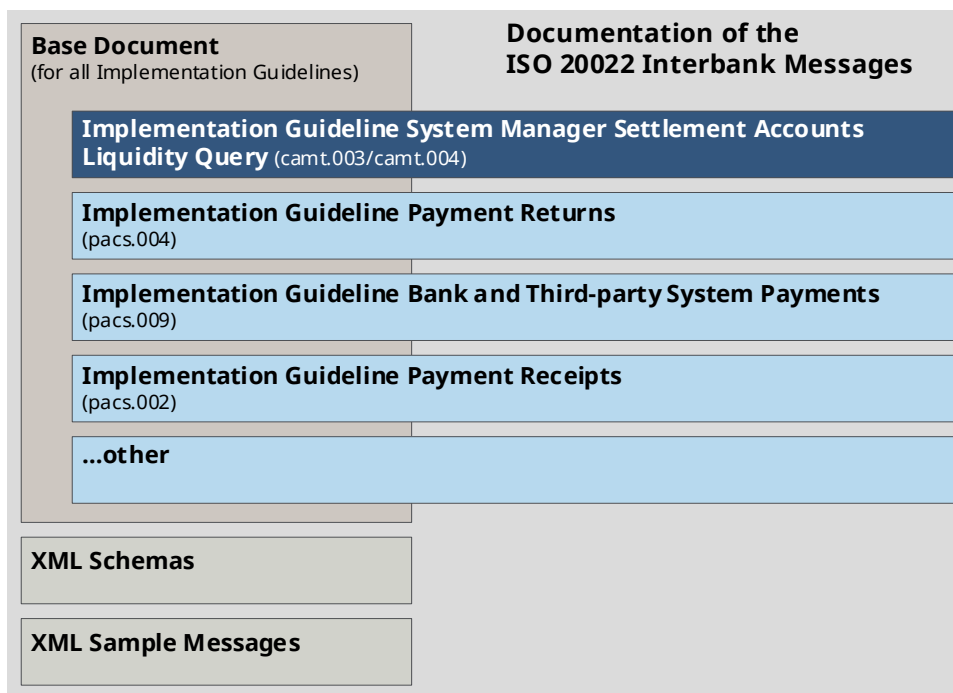 Base Document
(for all Implementation Guidelines)
Documentation of the
ISO 20022 Interbank Messages
Implementation Guideline System Manager Settlement Accounts
Liquidity Query (camt.003/camt.004)
Implementation Guideline Payment Returns
(pacs.004)
Implementation Guideline Bank and Third-party System Payments
(pacs.009)
Implementation Guideline Payment Receipts
(pacs.002)
...other
XML Schemas
XML Sample Messages